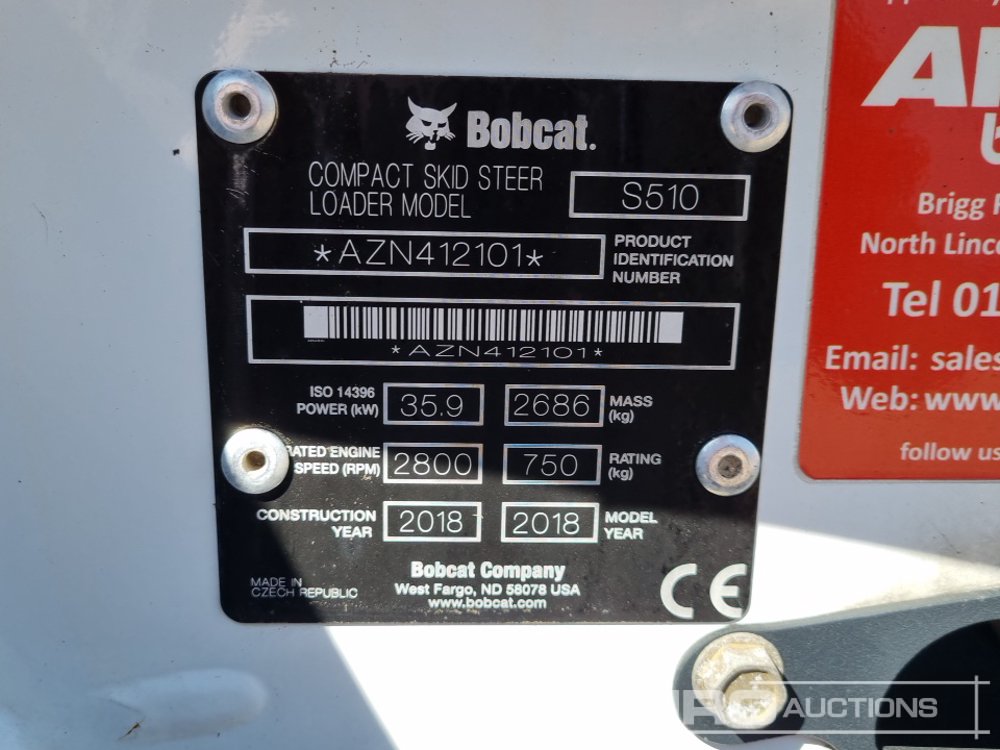 Bobcat.
COMPACT SKID STEER
LOADER MODEL
S510
*AZN412101*
PRODUCT
IDENTIFICATION
NUMBER
*AZN412101*
ISO 14396
POWER (kW)
35.9
2686
MASS
(kg)
ENGINE
SPEED (RPM)
2800
750
RATING
(kg)
CONSTRUCTION
YEAR
2018
2018
MODEL
YEAR
Bobcat Company
West Fargo, ND 58078 USA
www.bobcat.com
MADE IN
CZECH REPUBLIC
CE
Brigg
North
Tel 01
Email: sales
Web: www.
follow us
AUCTIONS